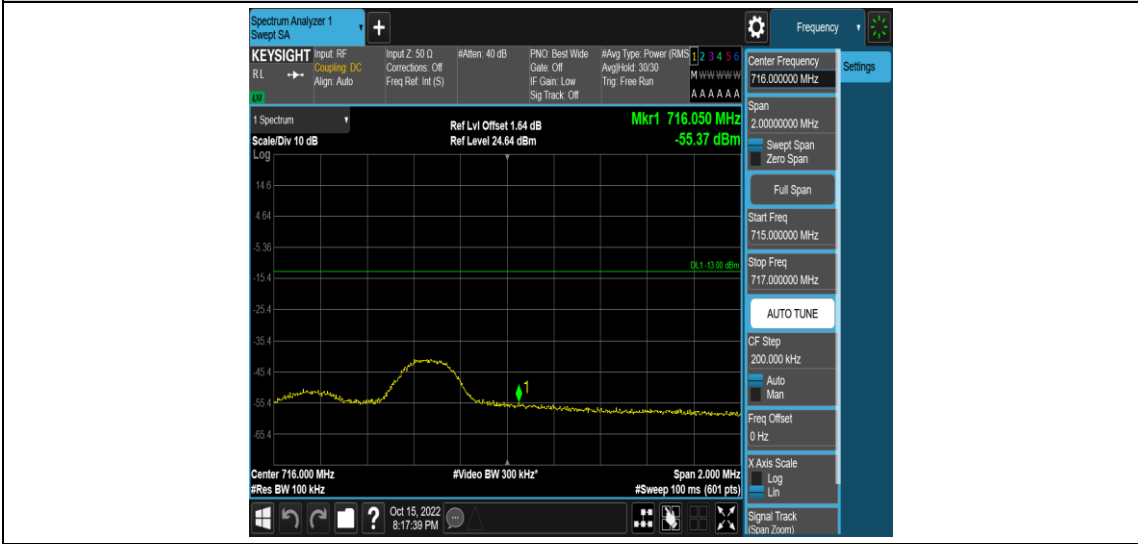 Spectrum Analyzer 1
Swept SA
+
Frequency
KEYSIGHT
RL
Input: RF
Coupling: DC
Align: Auto
Input Z: 50 Ω
Corrections: Off
Freq Ref: Int (S)
#Atten: 40 dB
PNO: Best Wide
Gate: Off
IF Gain: Low
Sig Track: Off
#Avg Type: Power (RMS
Avg|Hold: 30/30
Trig: Free Run
1 2 3 4 5 6
M W W W W W
A A A A A A
1 Spectrum
Scale/Div 10 dB
Log
Ref Lvl Offset 1.64 dB
Ref Level 24.64 dBm
Mkr1 716.050 MHz
-55.37 dBm
14.6
4.64
-5.36
DL1 -13.00 dBm
-15.4
-25.4
-35.4
-45.4
1
-55.4
-65.4
Center 716.000 MHz
#Video BW 300 kHz*
Span 2.000 MHz
#Res BW 100 kHz
#Sweep 100 ms (601 pts)
?
Oct 15, 2022
8:17:39 PM
Center Frequency
716.000000 MHz
Settings
Span
2.00000000 MHz
Swept Span
Zero Span
Full Span
Start Freq
715.000000 MHz
Stop Freq
717.000000 MHz
AUTO TUNE
CF Step
200.000 kHz
Auto
Man
Freq Offset
0 Hz
X Axis Scale
Log
Lin
Signal Track
(Span Zoom)